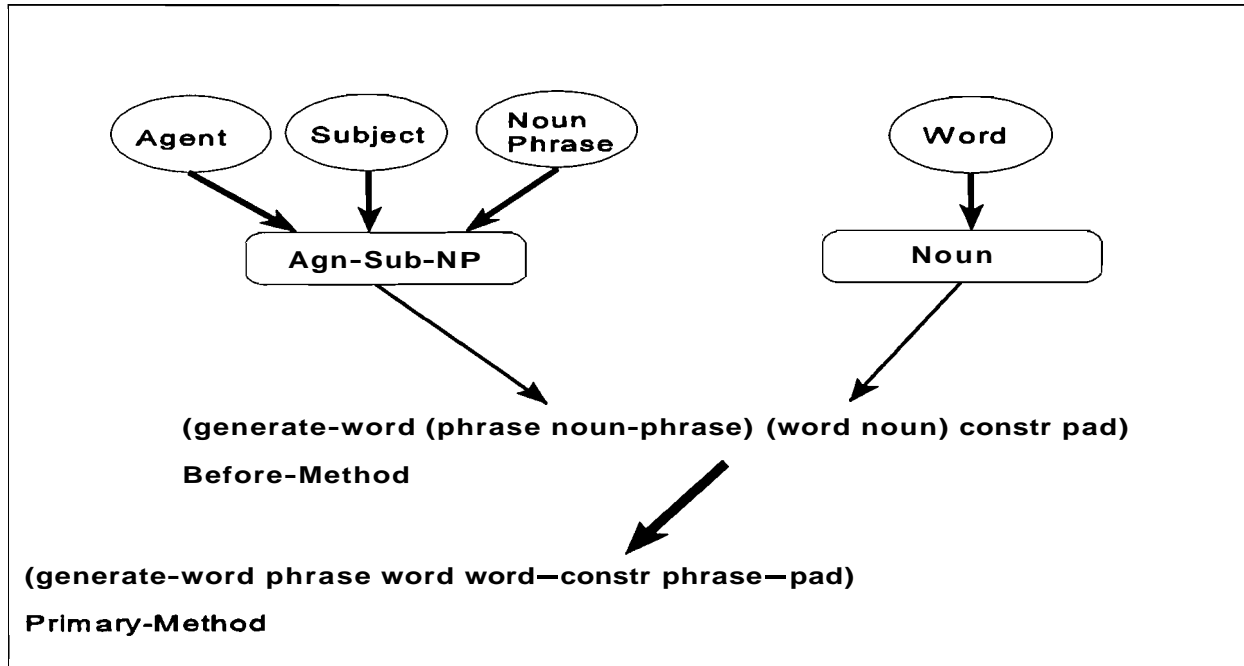 Agent
Subject
Noun
Phrase
Word
Agn-Sub-NP
Noun
(generate-word (phrase noun-phrase) (word noun) constr pad)
Before-Method
(generate-word phrase word word—constr phrase—pad)
Primary-Method